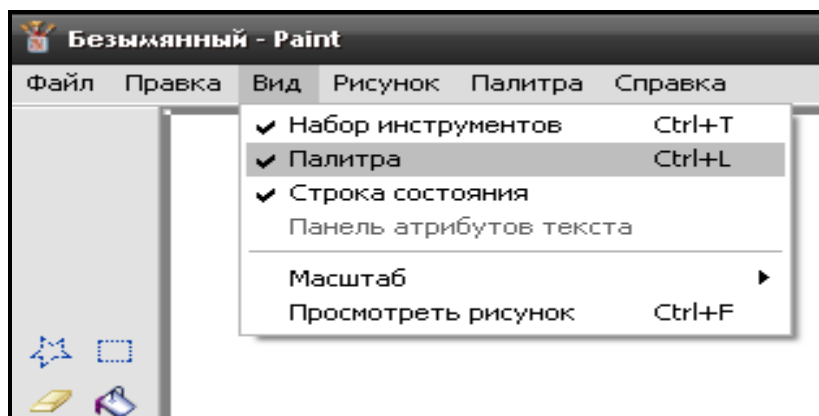 Безымянный - Paint
Файл Правка Вид Рисунок Палитра Справка
Набор инструментов Ctrl+T
Палитра Ctrl+L
Строка состояния
Панель атрибутов текста
Масштаб
Просмотреть рисунок Ctrl+F